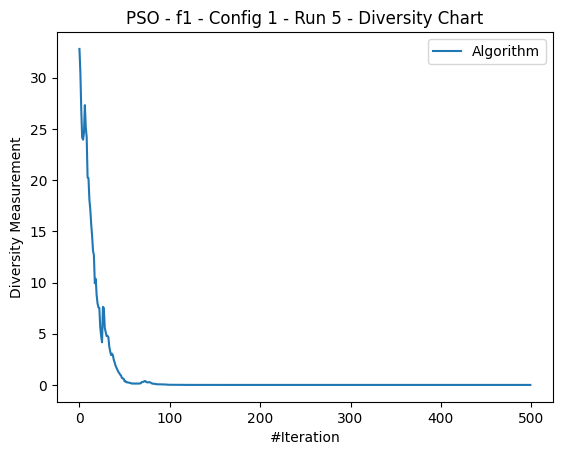 PSO - f1 - Config 1 - Run 5 - Diversity Chart
Algorithm
Diversity Measurement
30
25
20
15
10
5
0
0 100 200 300 400 500
#Iteration